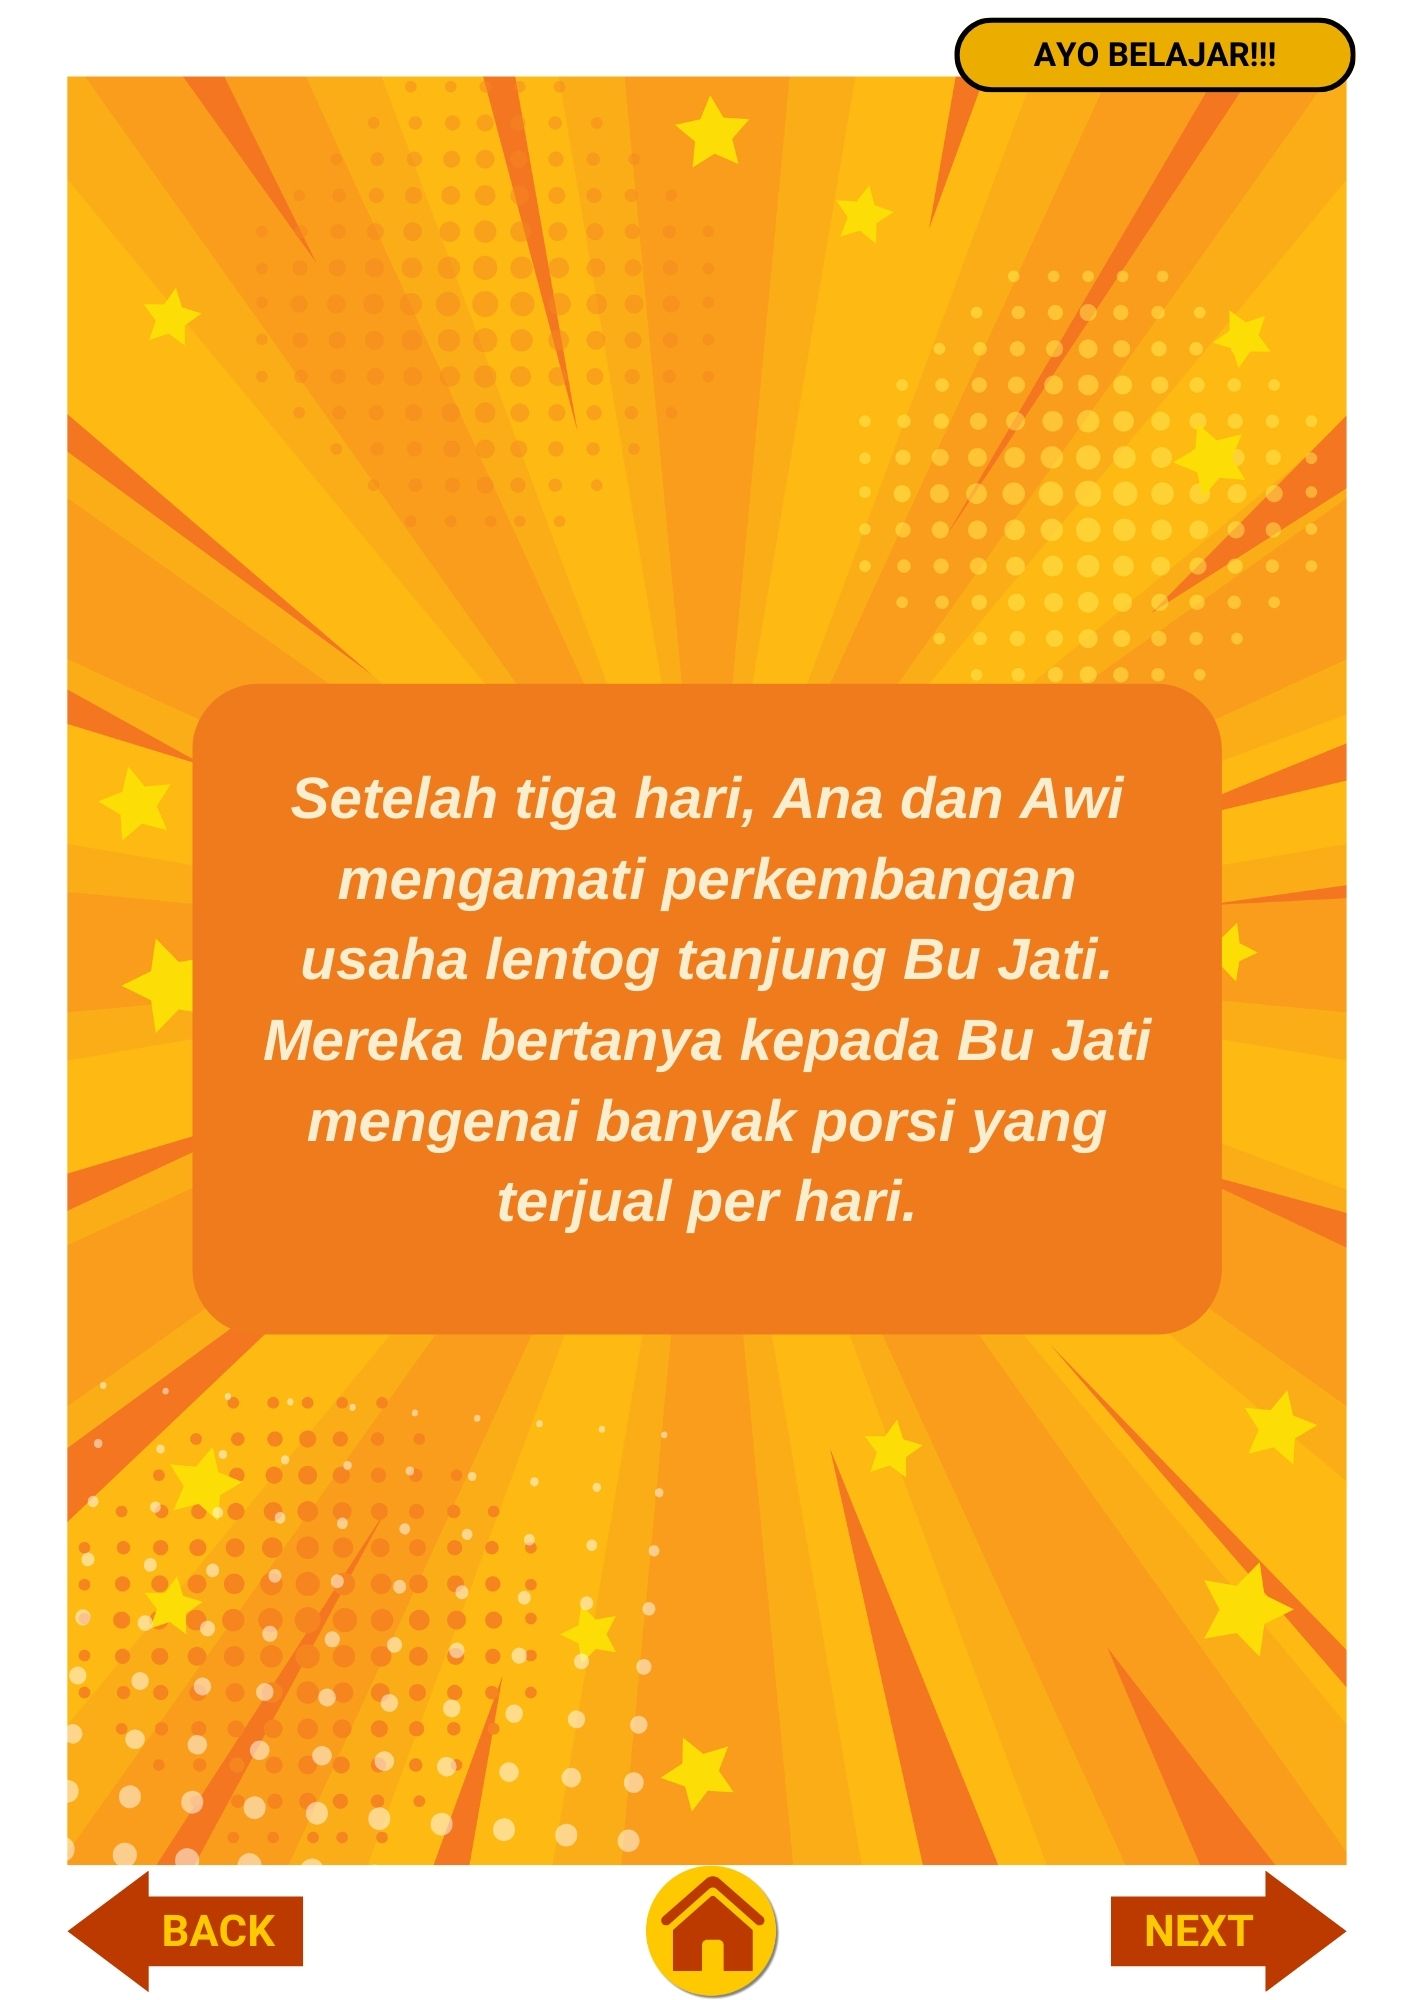 AYO BELAJAR!!!
Setelah tiga hari, Ana dan Awi
mengamati perkembangan
usaha lentog tanjung Bu Jati.
Mereka bertanya kepada Bu Jati
mengenai banyak porsi yang
terjual per hari.
BACK
NEXT